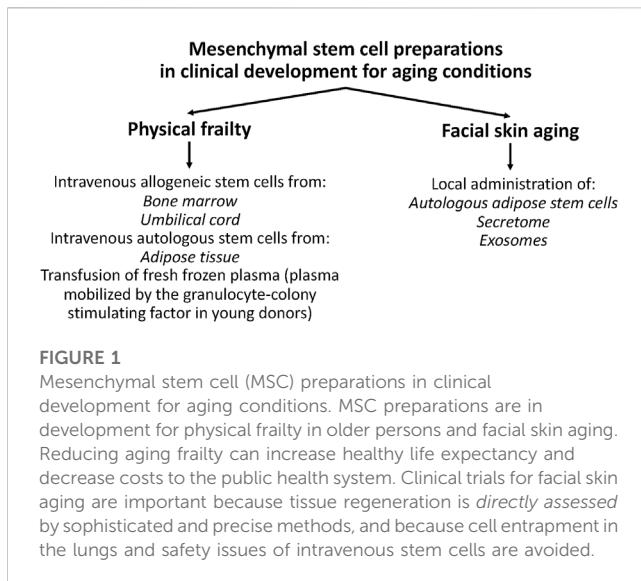 Mesenchymal stem cell preparations
in clinical development for aging conditions
Physical frailty
Intravenous allogeneic stem cells from:
Bone marrow
Umbilical cord
Intravenous autologous stem cells from:
Adipose tissue
Transfusion of fresh frozen plasma (plasma
mobilized by the granulocyte-colony
stimulating factor in young donors)
Facial skin aging
Local administration of:
Autologous adipose stem cells
Secretome
Exosomes
FIGURE 1
Mesenchymal stem cell (MSC) preparations in clinical
development for aging conditions. MSC preparations are in
development for physical frailty in older persons and facial skin aging.
Reducing aging frailty can increase healthy life expectancy and
decrease costs to the public health system. Clinical trials for facial skin
aging are important because tissue regeneration is directly assessed
by sophisticated and precise methods, and because cell entrapment in
the lungs and safety issues of intravenous stem cells are avoided.